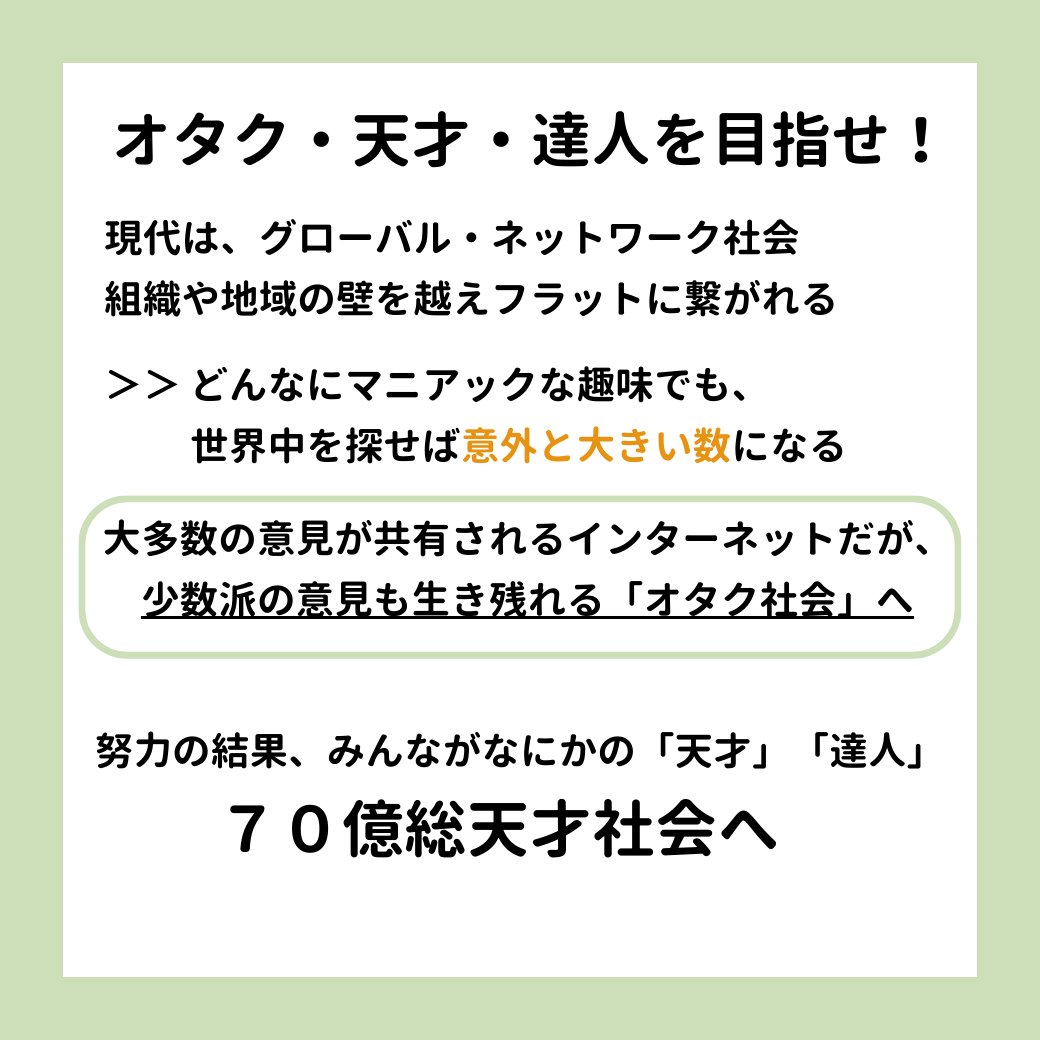 オタク・天才・達人を目指せ！
現代は、グローバル・ネットワーク社会
組織や地域の壁を越えフラットに繋がれる
＞＞ どんなにマニアックな趣味でも、
世界中を探せば意外と大きい数になる
大多数の意見が共有されるインターネットだが、
少数派の意見も生き残れる「オタク社会」へ
努力の結果、みんながなにかの「天才」「達人」
７０億総天才社会へ